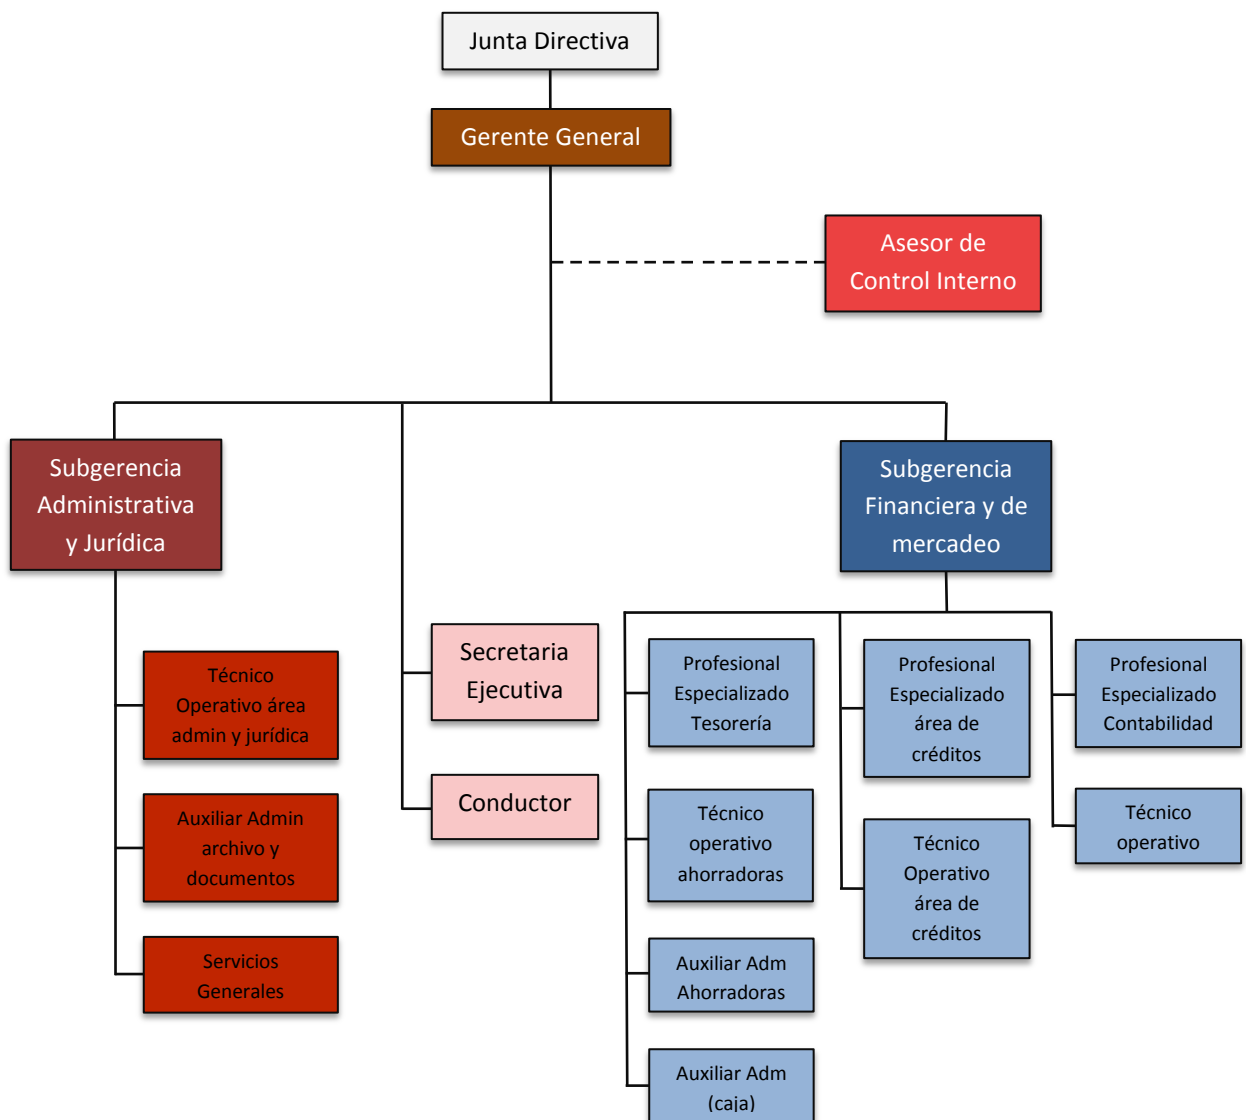 Junta Directiva
Gerente General
Asesor de
Control Interno
Subgerencia
Administrativa
y Jurídica
Subgerencia
Financiera y de
mercadeo
Técnico
Operativo área
admin y jurídica
Auxiliar Admin
archivo y
documentos
Servicios
Generales
Secretaria
Ejecutiva
Conductor
Profesional
Especializado
Tesorería
Técnico
operativo
ahorradoras
Auxiliar Adm
Ahorradoras
Auxiliar Adm
(caja)
Profesional
Especializado
área de
créditos
Técnico
Operativo
área de
créditos
Profesional
Especializado
Contabilidad
Técnico
operativo